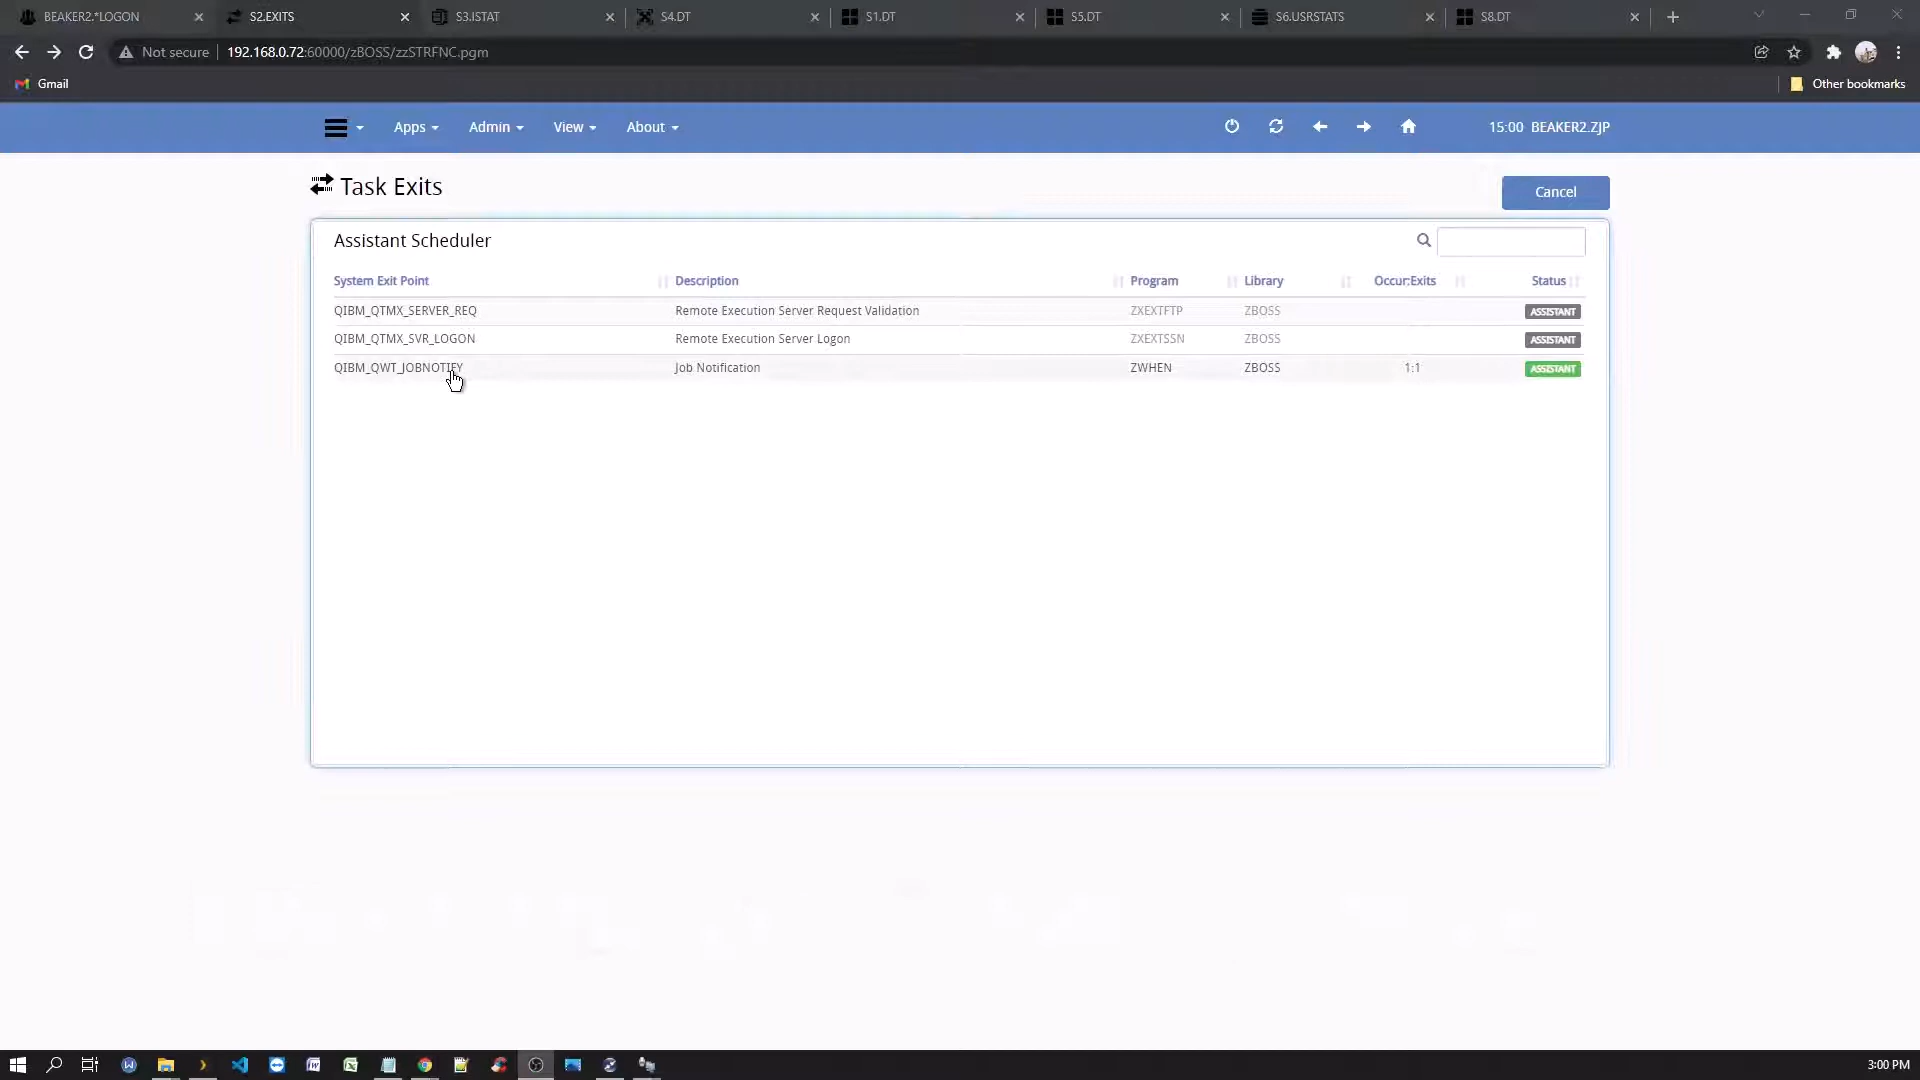 BEAKER2.*LOGON S2.EXITS S3.ISTAT S4.DT S1.DT S5.DT S6.USRSTATS S8.DT
Not secure 192.168.0.72:60000/zBOSS/zzSTRFNC.pgm
Gmail Other bookmarks
Apps Admin View About 15:00 BEAKER2.ZJP
Task Exits Cancel
Assistant Scheduler
System Exit Point Description Program Library Occur:Exits Status
QIBM_QTMX_SERVER_REQ Remote Execution Server Request Validation ZXEXTFTP ZBOSS ASSISTANT
QIBM_QTMX_SVR_LOGON Remote Execution Server Logon ZXEXTSSN ZBOSS ASSISTANT
QIBM_QWT_JOBNOTIFY Job Notification ZWHEN ZBOSS 1:1 ASSISTANT
3:00 PM